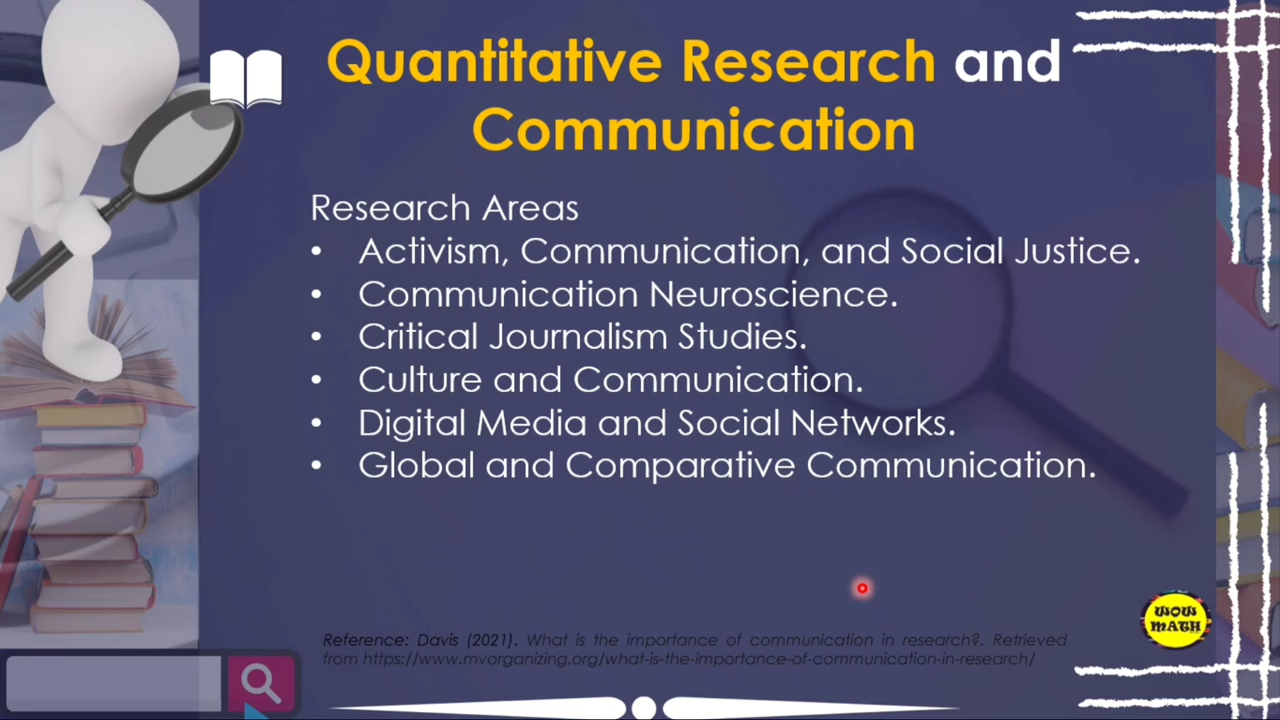 Quantitative Research and
Communication
Research Areas
• Activism, Communication, and Social Justice.
• Communication Neuroscience.
• Critical Journalism Studies.
• Culture and Communication.
• Digital Media and Social Networks.
• Global and Comparative Communication.
WOW
MATH
Reference: Davis (2021). What is the importance of communication in research?. Retrieved
from https://www.mvorganizing.org/what-is-the-importance-of-communication-in-research/